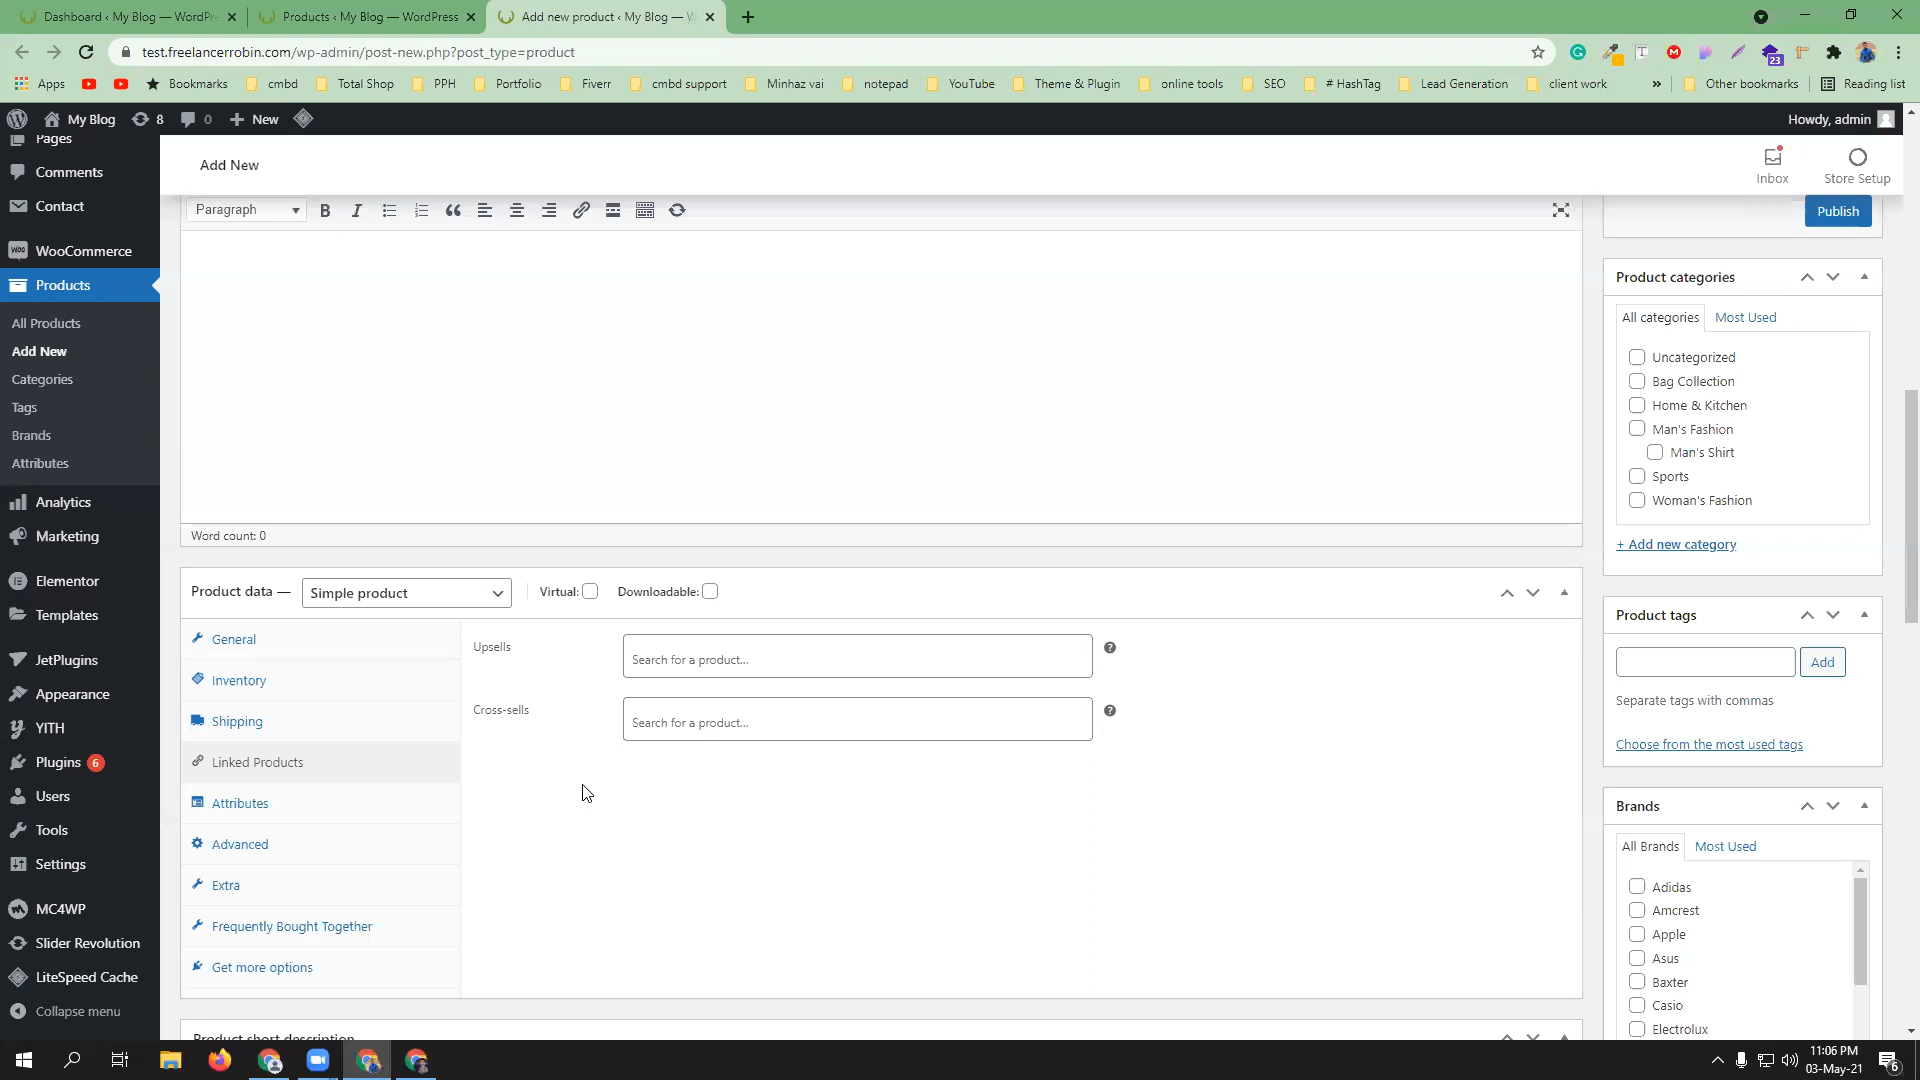 Dashboard ‹ My Blog — WordPr
Products ‹ My Blog — WordPress
Add new product ‹ My Blog — W
test.freelancerrobin.com/wp-admin/post-new.php?post_type=product
23
Apps
Bookmarks
cmbd
Total Shop
PPH
Portfolio
Fiverr
cmbd support
Minhaz vai
notepad
YouTube
Theme & Plugin
online tools
SEO
# HashTag
Lead Generation
client work
»
Other bookmarks
Reading list
My Blog
8
0
New
Howdy, admin
Pages
Comments
Contact
WooCommerce
Products
All Products
Add New
Categories
Tags
Brands
Attributes
Analytics
Marketing
Elementor
Templates
JetPlugins
Appearance
YITH
Plugins 6
Users
Tools
Settings
MC4WP
Slider Revolution
LiteSpeed Cache
Collapse menu
Add New
Inbox
Store Setup
Paragraph
Word count: 0
Product data —
Simple product
Virtual:
Downloadable:
General
Inventory
Shipping
Linked Products
Attributes
Advanced
Extra
Frequently Bought Together
Get more options
Upsells
Search for a product…
Cross-sells
Search for a product…
Product short description
Publish
Product categories
All categories
Most Used
Uncategorized
Bag Collection
Home & Kitchen
Man's Fashion
Man's Shirt
Sports
Woman's Fashion
+ Add new category
Product tags
Add
Separate tags with commas
Choose from the most used tags
Brands
All Brands
Most Used
Adidas
Amcrest
Apple
Asus
Baxter
Casio
Electrolux
11:06 PM
03-May-21
6